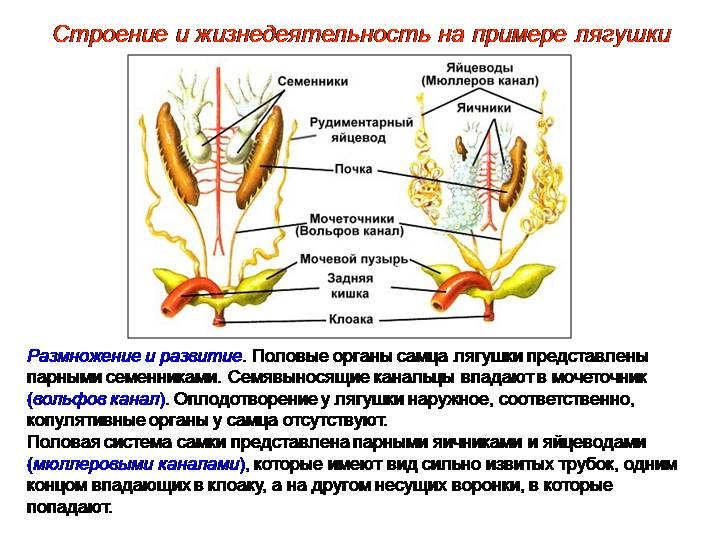 Строение и жизнедеятельность на примере лягушки
Семенники
Рудиментарный
яйцевод
Почка
Мочеточники
(Вольфов канал)
Мочевой пузырь
Задняя
кишка
Клоака
Яйцеводы
(Мюллеров канал)
Яичники
Размножение и развитие. Половые органы самца лягушки представлены
парными семенниками. Семявыносящие канальцы впадают в мочеточник
(вольфов канал). Оплодотворение у лягушки наружное, соответственно,
копулятивные органы у самца отсутствуют.
Половая система самки представлена парными яичниками и яйцеводами
(мюллеровыми каналами), которые имеют вид сильно извитых трубок, одним
концом впадающих в клоаку, а на другом несущих воронки, в которые
попадают.